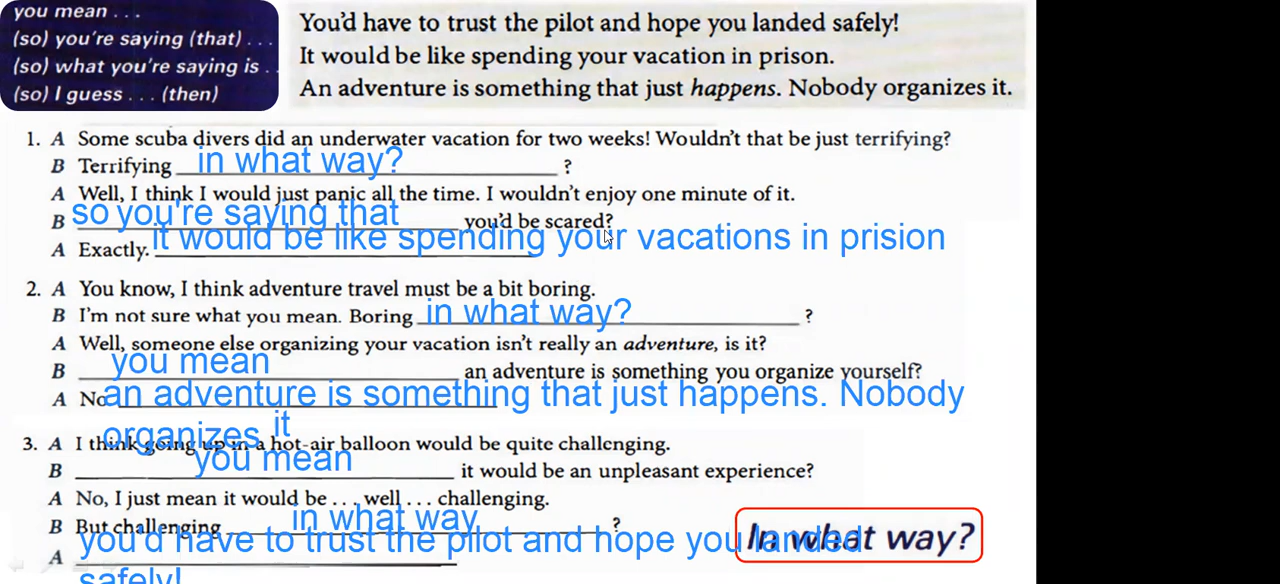 you mean . . .
(so) you're saying (that) . . .
(so) what you're saying is . .
(so) I guess . . . (then)
You'd have to trust the pilot and hope you landed safely!
It would be like spending your vacation in prison.
An adventure is something that just happens. Nobody organizes it.
1. A Some scuba divers did an underwater vacation for two weeks! Wouldn't that be just terrifying?
B Terrifying in what way? ?
A Well, I think I would just panic all the time. I wouldn't enjoy one minute of it.
B so you're saying that you'd be scared?
A Exactly. it would be like spending your vacations in prision
2. A You know, I think adventure travel must be a bit boring.
B I'm not sure what you mean. Boring in what way? ?
A Well, someone else organizing your vacation isn't really an adventure, is it?
B you mean an adventure is something you organize yourself?
A No an adventure is something that just happens. Nobody
organizes it
3. A I think going up in a hot-air balloon would be quite challenging.
B you mean it would be an unpleasant experience?
A No, I just mean it would be . . . well . . . challenging.
B But challenging in what way ?
A you'd have to trust the pilot and hope you landed
safely!
In what way?